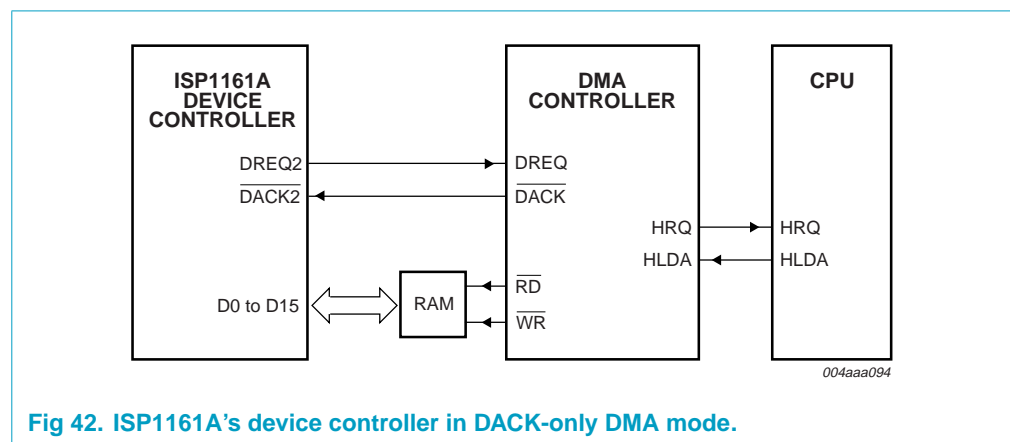 ISP1161A
DEVICE
CONTROLLER
DMA
CONTROLLER
CPU
DREQ2
DREQ
DACK2
DACK
HRQ
HRQ
HLDA
HLDA
RD
D0 to D15
RAM
WR
004aaa094
Fig 42. ISP1161A's device controller in DACK-only DMA mode.